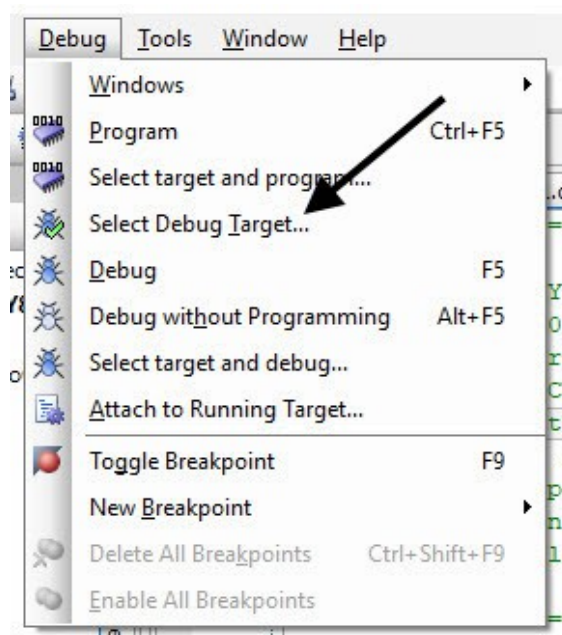 Debug Tools Window Help
Windows
Program Ctrl+F5
Select target and program...
Select Debug Target...
Debug F5
Debug without Programming Alt+F5
Select target and debug...
Attach to Running Target...
Toggle Breakpoint F9
New Breakpoint
Delete All Breakpoints Ctrl+Shift+F9
Enable All Breakpoints